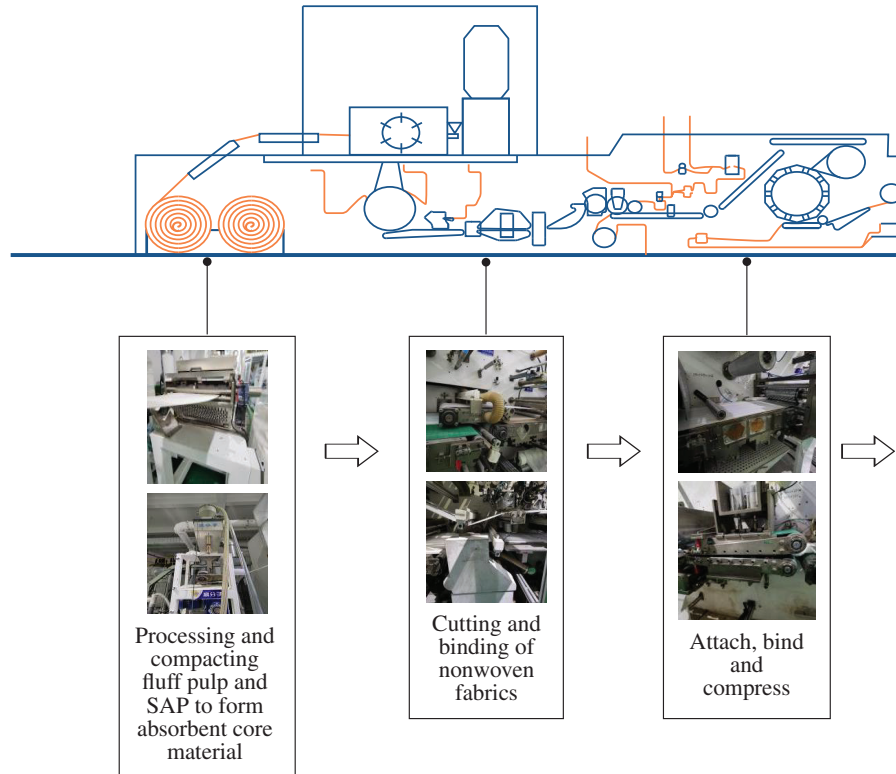 Processing and
compacting
fluff pulp and
SAP to form
absorbent core
material
Cutting and
binding of
nonwoven
fabrics
Attach, bind
and
compress